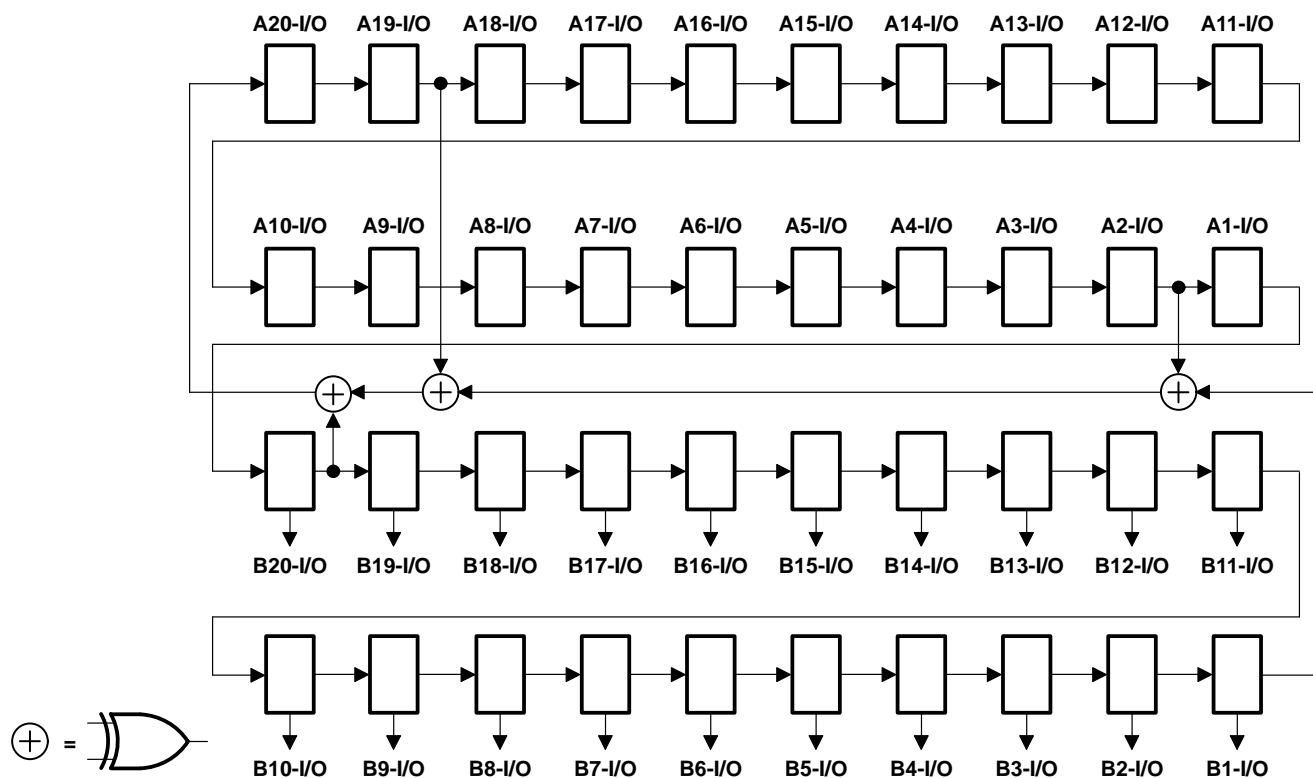 A20-I/O A19-I/O A18-I/O A17-I/O A16-I/O A15-I/O A14-I/O A13-I/O A12-I/O A11-I/O
A10-I/O A9-I/O A8-I/O A7-I/O A6-I/O A5-I/O A4-I/O A3-I/O A2-I/O A1-I/O
B20-I/O B19-I/O B18-I/O B17-I/O B16-I/O B15-I/O B14-I/O B13-I/O B12-I/O B11-I/O
=
B10-I/O B9-I/O B8-I/O B7-I/O B6-I/O B5-I/O B4-I/O B3-I/O B2-I/O B1-I/O